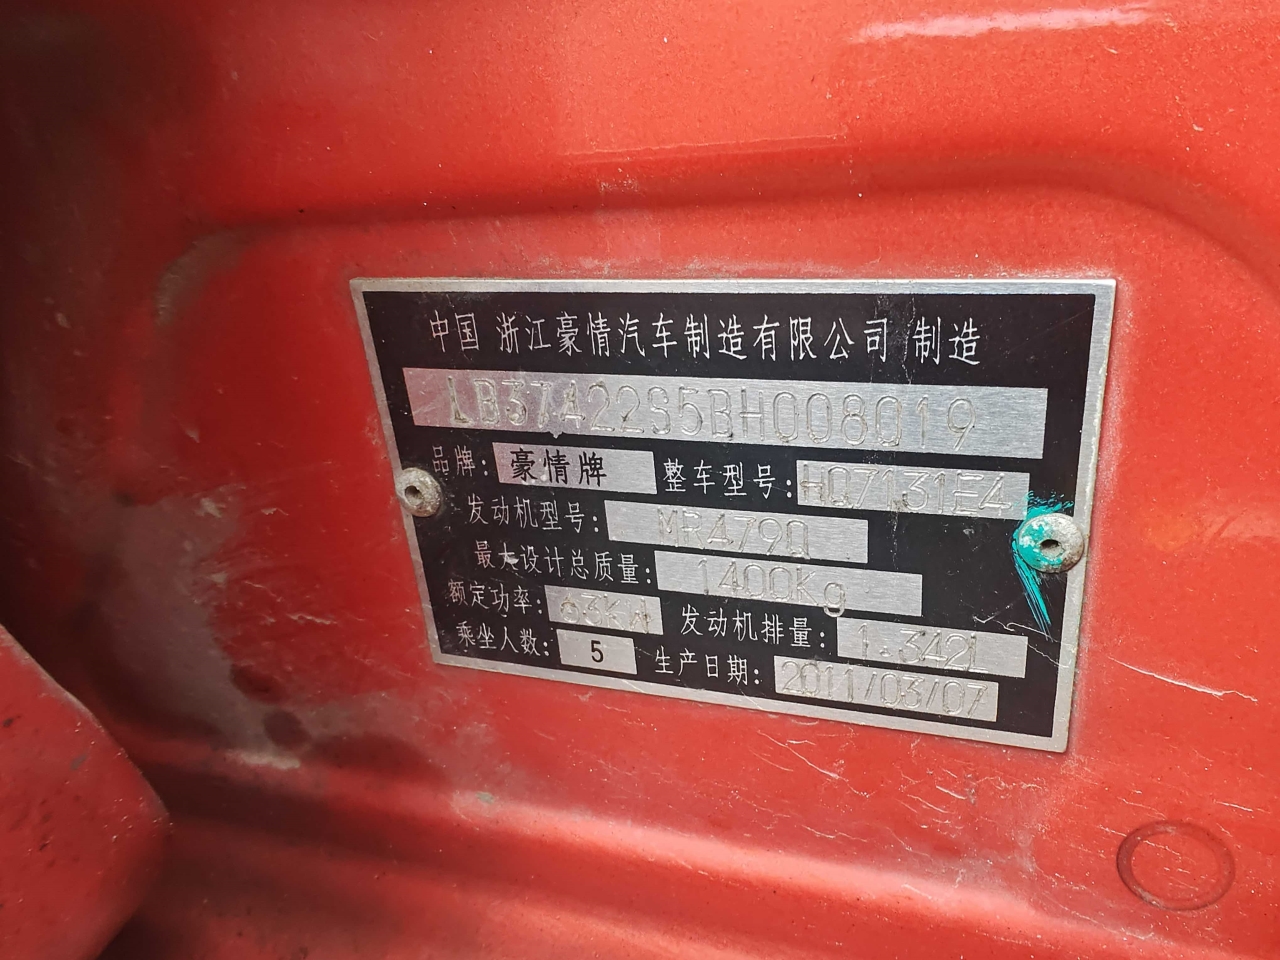 中国 浙江豪情汽车制造有限公司 制造
LB37422S5BH008019
品牌: 豪情牌 整车型号: HQ7131E4
发动机型号: MR479Q
最大设计总质量: 1400Kg
额定功率: 63KW 发动机排量: 1.342L
乘坐人数: 5 生产日期: 2011/03/07